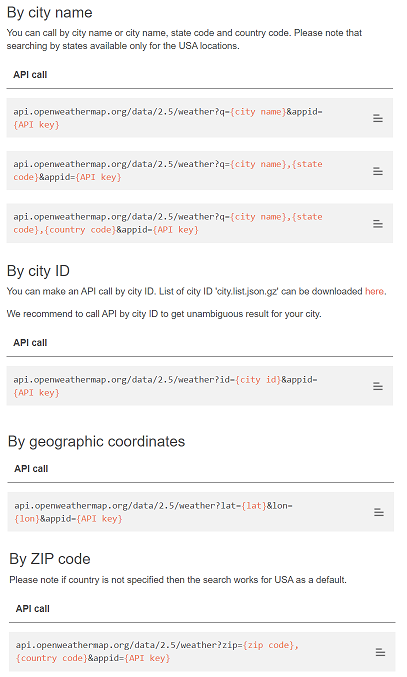 By city name
You can call by city name or city name, state code and country code. Please note that
searching by states available only for the USA locations.
API call
api.openweathermap.org/data/2.5/weather?q={city name}&appid=
{API key}
api.openweathermap.org/data/2.5/weather?q={city name},{state
code}&appid={API key}
api.openweathermap.org/data/2.5/weather?q={city name},{state
code},{country code}&appid={API key}
By city ID
You can make an API call by city ID. List of city ID 'city.list.json.gz' can be downloaded here.
We recommend to call API by city ID to get unambiguous result for your city.
API call
api.openweathermap.org/data/2.5/weather?id={city id}&appid=
{API key}
By geographic coordinates
API call
api.openweathermap.org/data/2.5/weather?lat={lat}&lon=
{lon}&appid={API key}
By ZIP code
Please note if country is not specified then the search works for USA as a default.
API call
api.openweathermap.org/data/2.5/weather?zip={zip code},
{country code}&appid={API key}